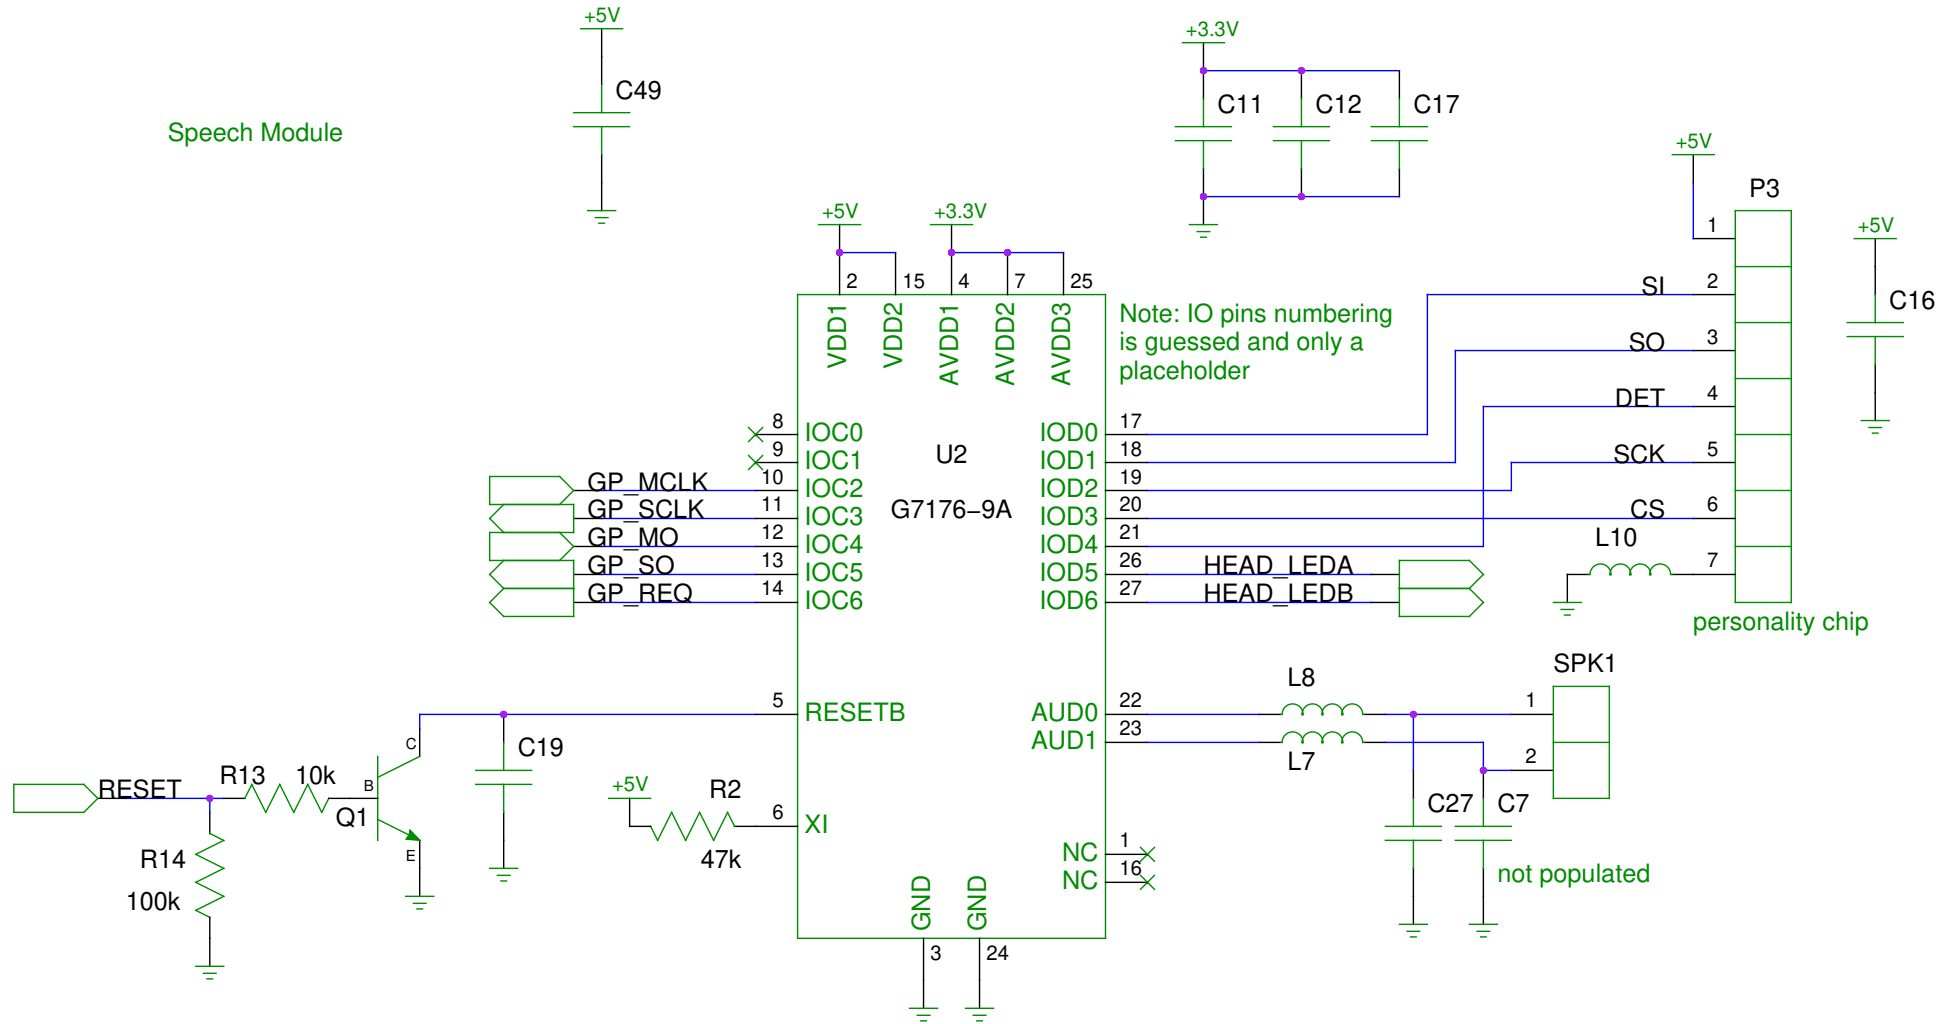 +5V
C49
Speech Module
+3.3V
C11
C12
C17
+5V
P3
1
SI
2
SO
3
DET
4
SCK
5
CS
6
L10
7
personality chip
+5V
C16
+5V
+3.3V
2
15
4
7
25
VDD1
VDD2
AVDD1
AVDD2
AVDD3
Note: IO pins numbering
is guessed and only a
placeholder
U2
G7176–9A
8
IOC0
9
IOC1
GP_MCLK
10
IOC2
GP_SCLK
11
IOC3
GP_MO
12
IOC4
GP_SO
13
IOC5
GP_REQ
14
IOC6
IOD0
17
IOD1
18
IOD2
19
IOD3
20
IOD4
21
IOD5
26
HEAD_LEDA
IOD6
27
HEAD_LEDB
5
RESETB
C19
C
B
E
Q1
RESET
R13
10k
R14
100k
+5V
R2
47k
6
XI
AUD0
22
L8
AUD1
23
L7
SPK1
1
2
C27
C7
not populated
NC
1
NC
16
GND
GND
3
24